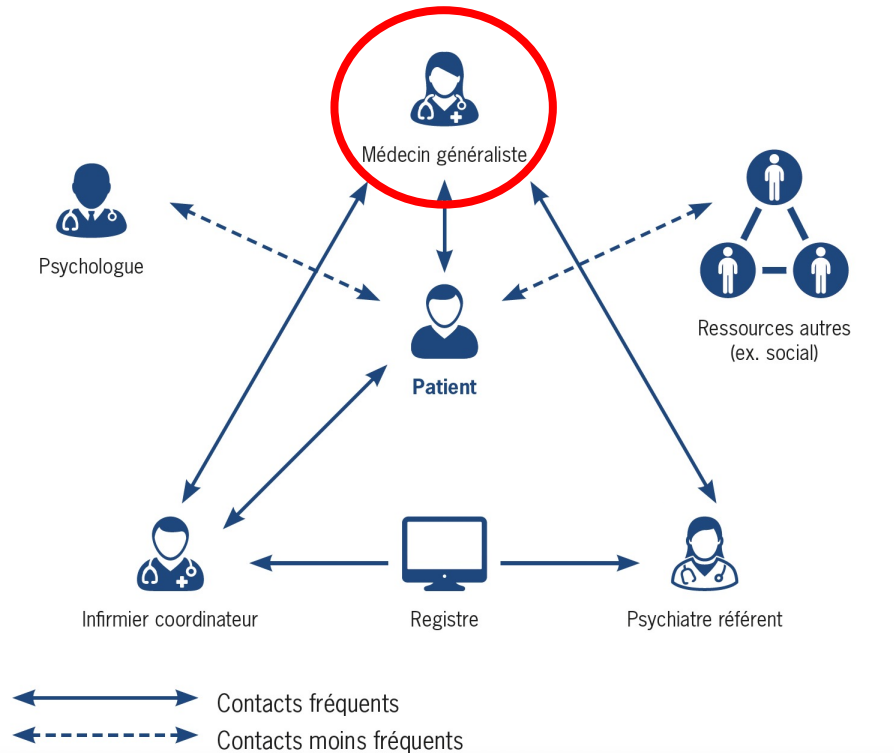 Médecin généraliste
Psychologue
Ressources autres
(ex. social)
Patient
Infirmier coordinateur
Registre
Psychiatre référent
Contacts fréquents
Contacts moins fréquents